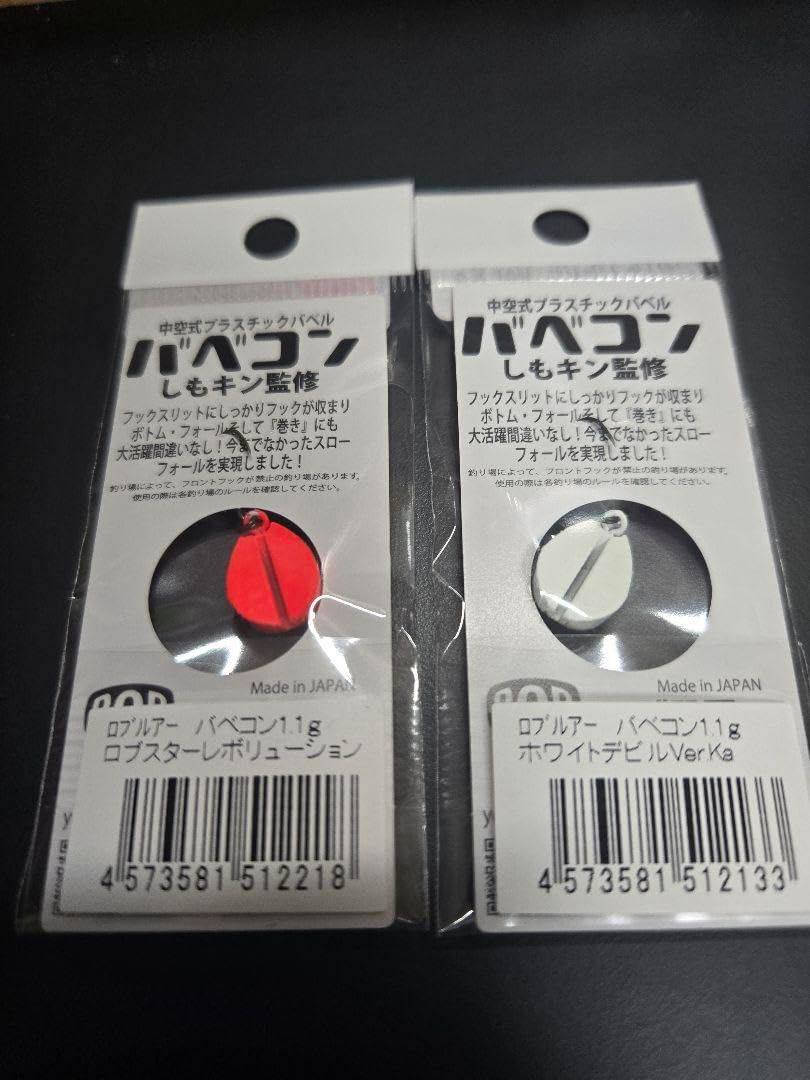 中空式プラスチックバベル
バベコン
しもキン監修
フックスリットにしっかりフックが収まり
ボトム・フォールそして『巻き』にも
大活躍間違いなし！今までなかったスロー
フォールを実現しました！
釣り場によって、フロントフックが禁止の釣り場があります。
使用の際は各釣り場のルールを確認してください。
Made in JAPAN
ロブルアー バベコン1.1g
ロブスターレボリューション
4 573581 512218
中空式プラスチックバベル
バベコン
しもキン監修
フックスリットにしっかりフックが収まり
ボトム・フォールそして『巻き』にも
大活躍間違いなし！今までなかったスロー
フォールを実現しました！
釣り場によって、フロントフックが禁止の釣り場があります。
使用の際は各釣り場のルールを確認してください。
Made in JAPAN
ロブルアー バベコン1.1g
ホワイトデビルVerKa
4 573581 512133